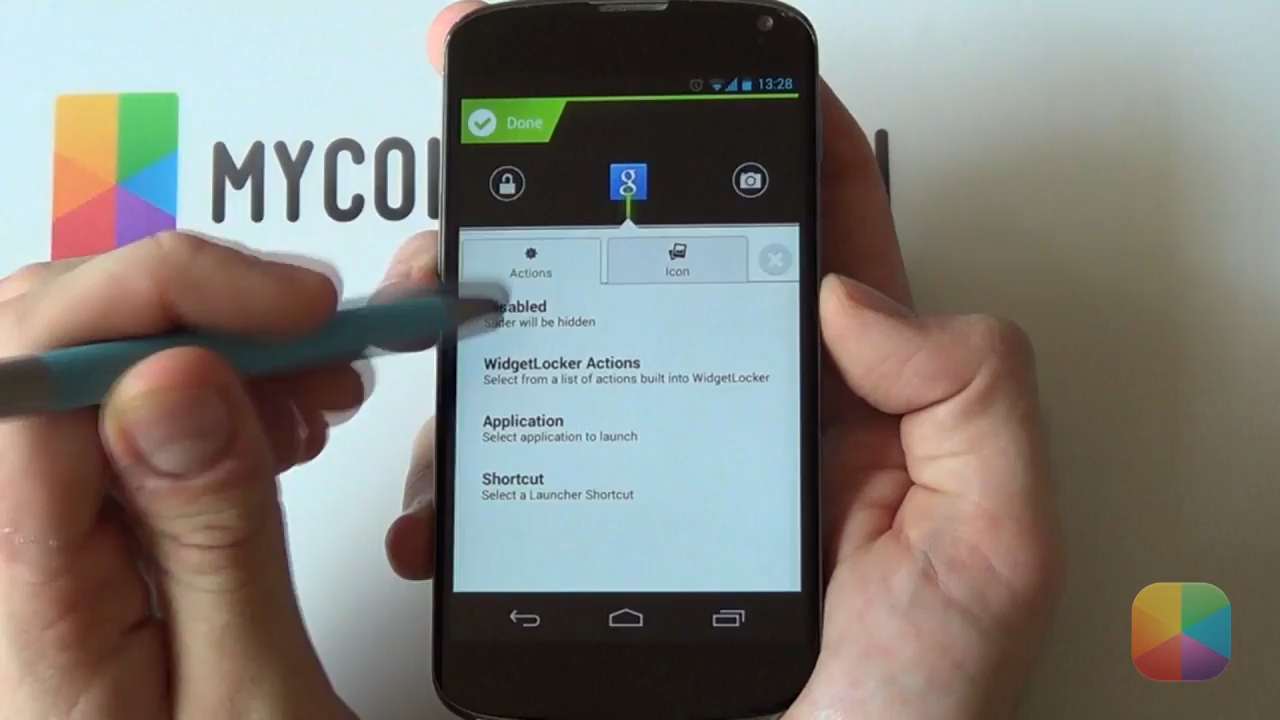 13:28
Done
g
Actions
Icon
Slider will be hidden
WidgetLocker Actions
Select from a list of actions built into WidgetLocker
Application
Select application to launch
Shortcut
Select a Launcher Shortcut